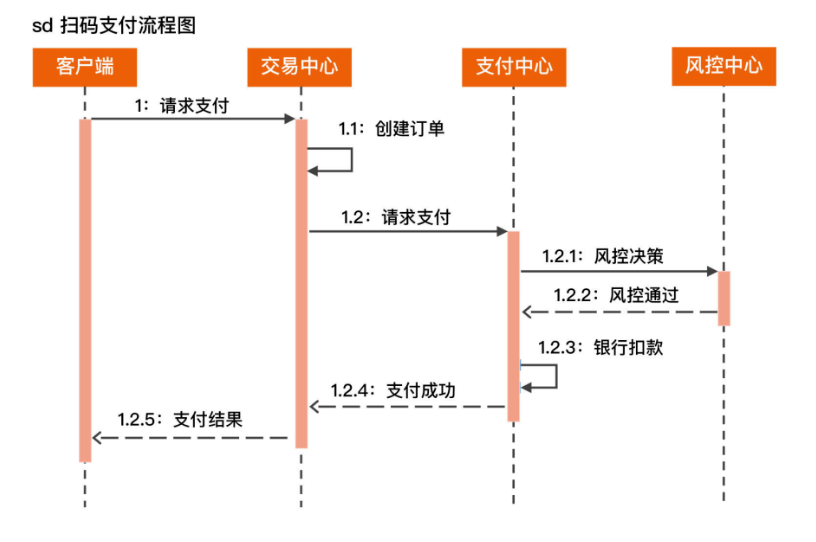 sd 扫码支付流程图
客户端
交易中心
支付中心
风控中心
1：请求支付
1.1：创建订单
1.2：请求支付
1.2.1：风控决策
1.2.2：风控通过
1.2.3：银行扣款
1.2.4：支付成功
1.2.5：支付结果